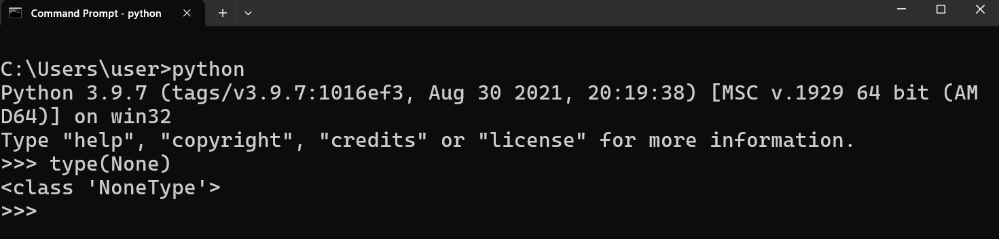 Command Prompt - python
C:\Users\user>python
Python 3.9.7 (tags/v3.9.7:1016ef3, Aug 30 2021, 20:19:38) [MSC v.1929 64 bit (AM
D64)] on win32
Type "help", "copyright", "credits" or "license" for more information.
>>> type(None)
<class 'NoneType'>
>>>